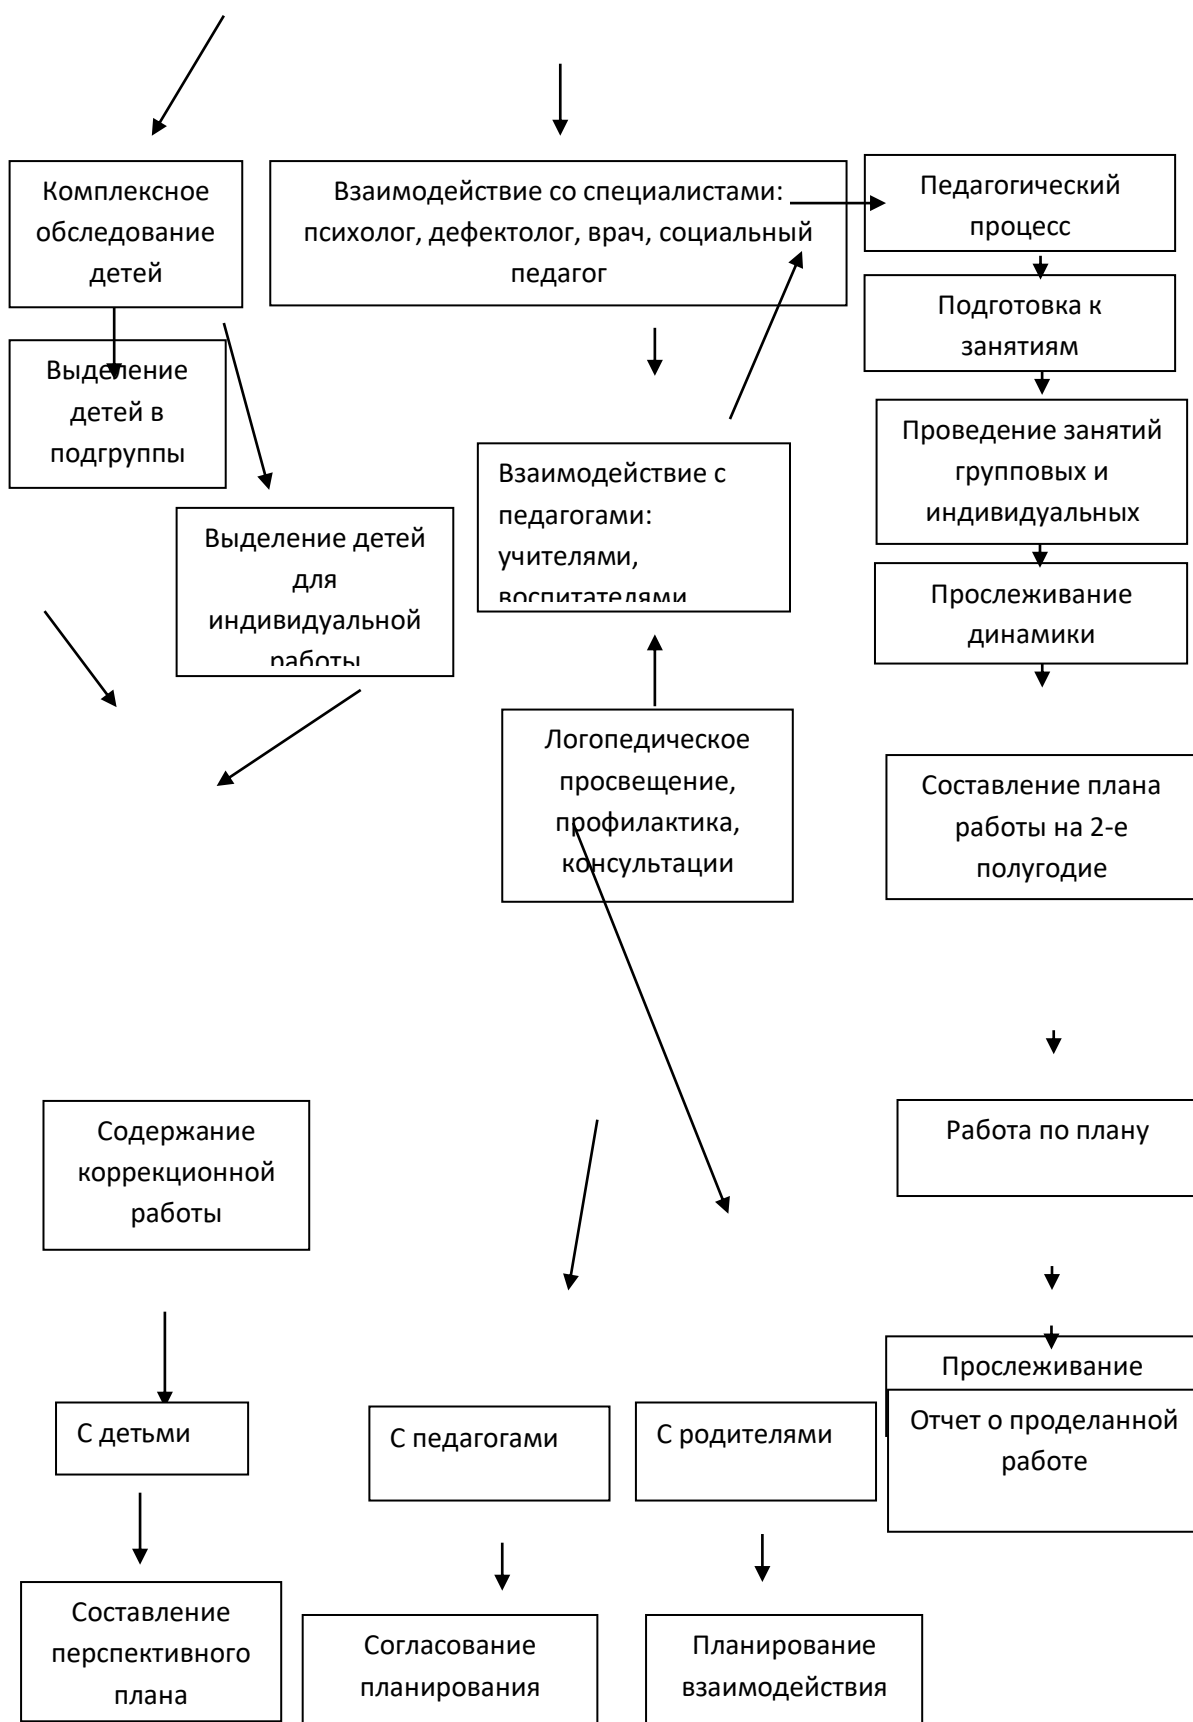 Комплексное
обследование
детей
Взаимодействие со специалистами:
психолог, дефектолог, врач, социальный
педагог
Педагогический
процесс
Подготовка к
занятиям
Выделение
детей в
подгруппы
Проведение занятий
групповых и
индивидуальных
Взаимодействие с
педагогами:
учителями,
воспитателями
Выделение детей
для
индивидуальной
работы
Прослеживание
динамики
Логопедическое
просвещение,
профилактика,
консультации
Составление плана
работы на 2-е
полугодие
Содержание
коррекционной
работы
Работа по плану
Прослеживание
Отчет о проделанной
работе
С детьми
С педагогами
С родителями
Составление
перспективного
плана
Согласование
планирования
Планирование
взаимодействия